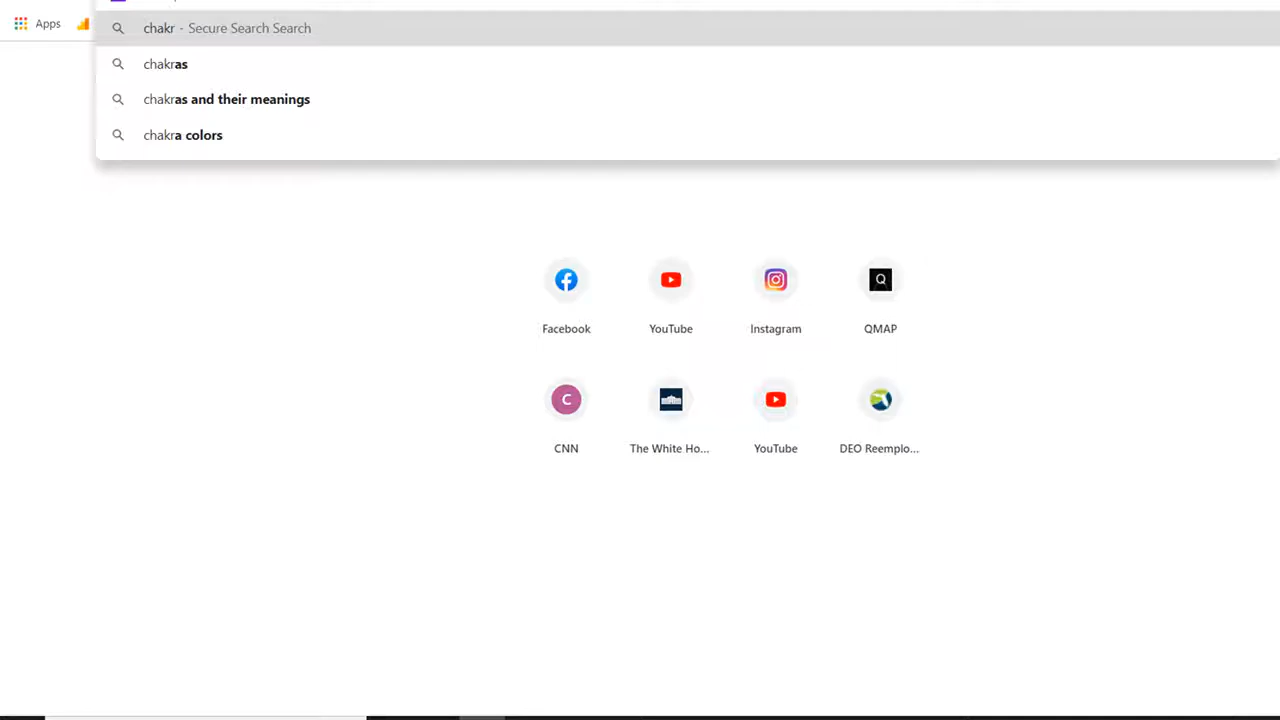 Apps
chakr - Secure Search Search
chakras
chakras and their meanings
chakra colors
Facebook
YouTube
Instagram
Q
QMAP
C
CNN
The White Ho...
YouTube
DEO Reemplo...